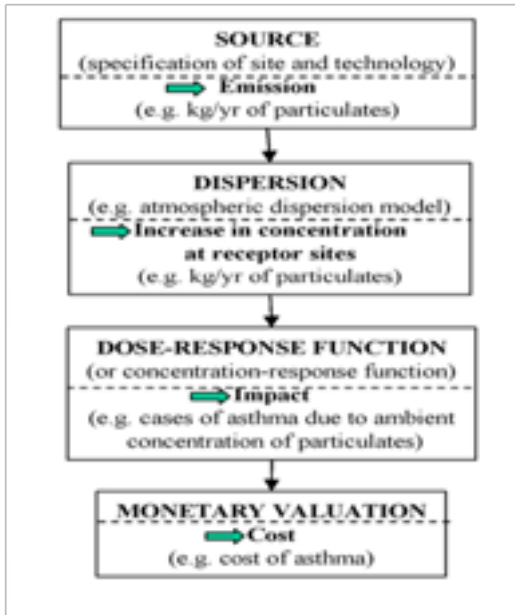 SOURCE
(specification of site and technology)
Emission
(e.g. kg/yr of particulates)
DISPERSION
(e.g. atmospheric dispersion model)
Increase in concentration
at receptor sites
(e.g. kg/yr of particulates)
DOSE-RESPONSE FUNCTION
(or concentration-response function)
Impact
(e.g. cases of asthma due to ambient
concentration of particulates)
MONETARY VALUATION
Cost
(e.g. cost of asthma)